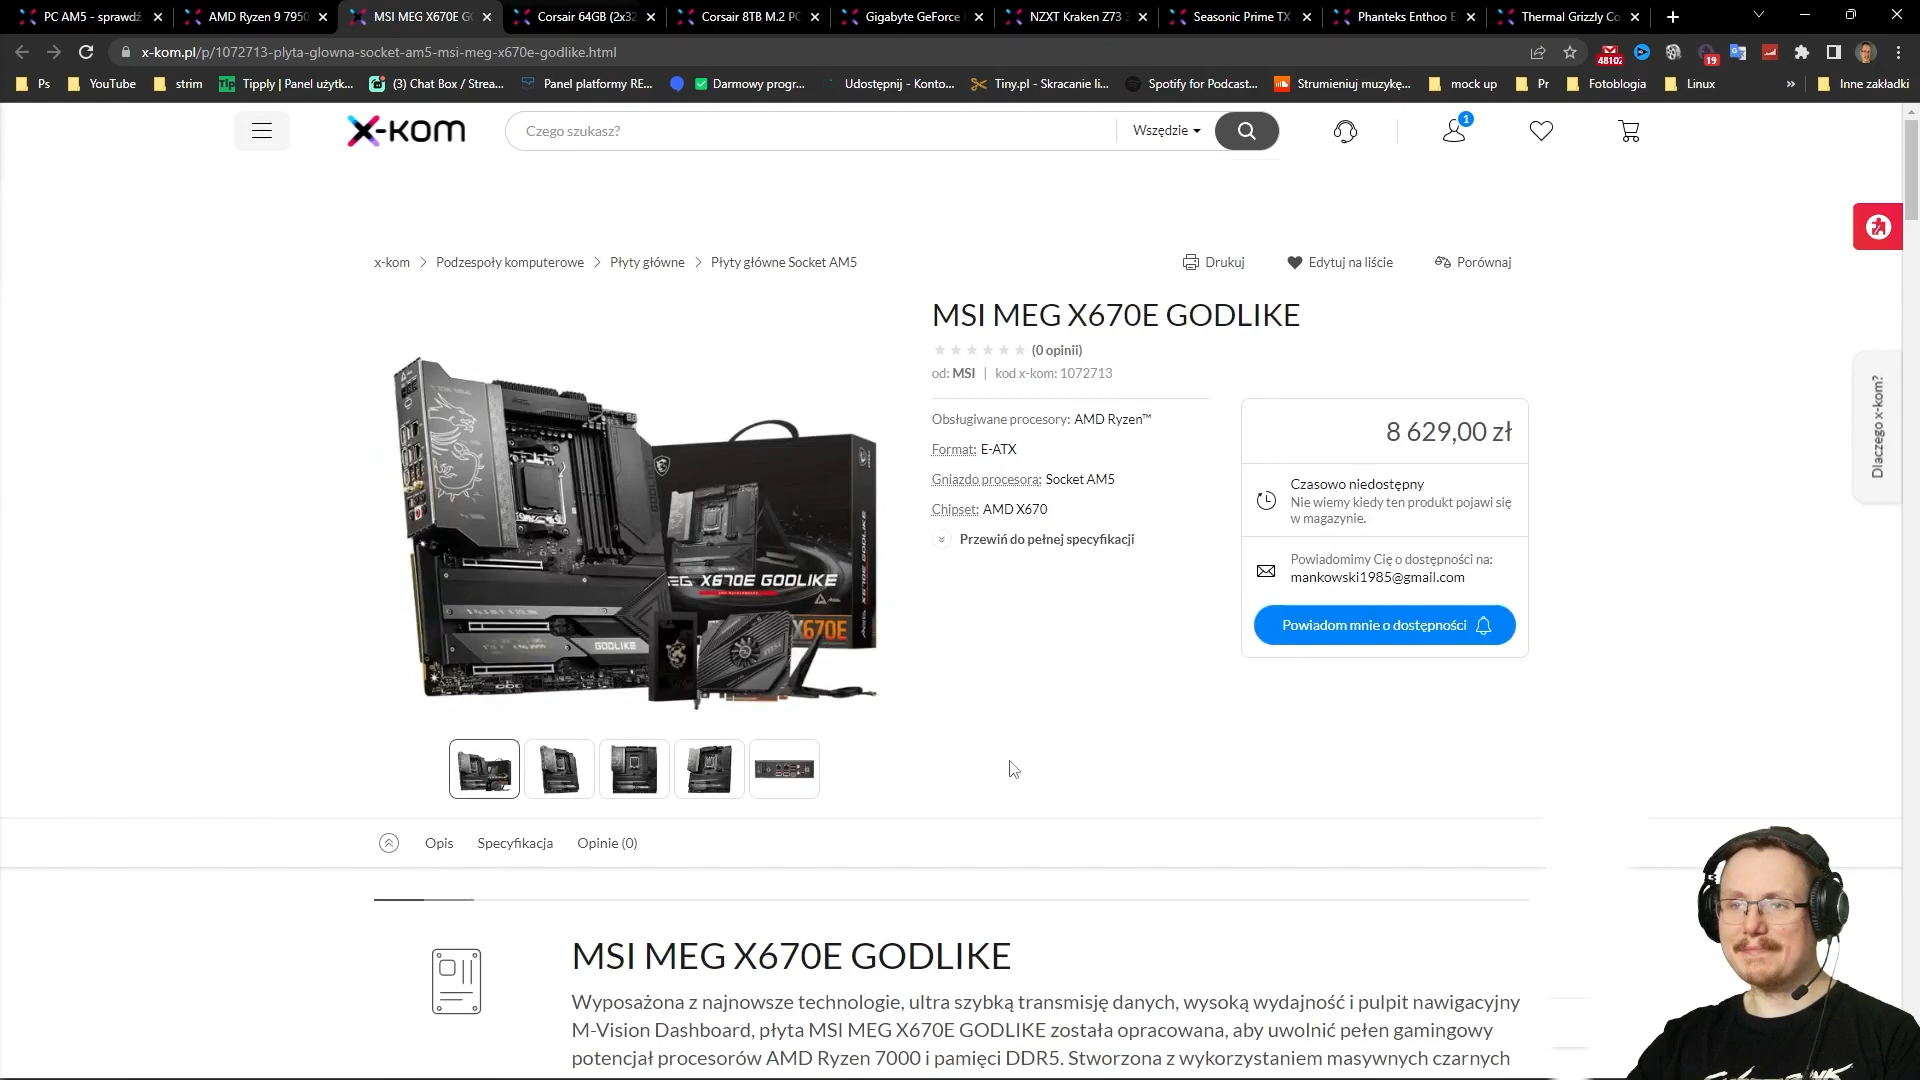 PC AM5 - sprawdź
AMD Ryzen 9 7950
MSI MEG X670E GO
Corsair 64GB (2x32
Corsair 8TB M.2 PC
Gigabyte GeForce
NZXT Kraken Z73 3
Seasonic Prime TX
Phanteks Enthoo E
Thermal Grizzly Co
x-kom.pl/p/1072713-plyta-glowna-socket-am5-msi-meg-x670e-godlike.html
48102
19
Ps
YouTube
strim
Tipply | Panel użytk...
(3) Chat Box / Strea...
Panel platformy RE...
Darmowy progr...
Udostępnij - Konto...
Tiny.pl - Skracanie li...
Spotify for Podcast...
Strumieniuj muzykę...
mock up
Pr
Fotoblogia
Linux
»
Inne zakładki
x-kom
Czego szukasz?
Wszędzie
1
x-kom > Podzespoły komputerowe > Płyty główne > Płyty główne Socket AM5
Drukuj
Edytuj na liście
Porównaj
MSI MEG X670E GODLIKE
(0 opinii)
od: MSI | kod x-kom: 1072713
Obsługiwane procesory: AMD Ryzen™
Format: E-ATX
Gniazdo procesora: Socket AM5
Chipset: AMD X670
Przewiń do pełnej specyfikacji
8 629,00 zł
Czasowo niedostępny
Nie wiemy kiedy ten produkt pojawi się
w magazynie.
Powiadomimy Cię o dostępności na:
mankowski1985@gmail.com
Powiadom mnie o dostępności
Dlaczego x-kom?
MEG X670E GODLIKE
X670E
GODLIKE
Opis
Specyfikacja
Opinie (0)
MSI MEG X670E GODLIKE
Wyposażona z najnowsze technologie, ultra szybką transmisję danych, wysoką wydajność i pulpit nawigacyjny
M-Vision Dashboard, płyta MSI MEG X670E GODLIKE została opracowana, aby uwolnić pełen gamingowy
potencjał procesorów AMD Ryzen 7000 i pamięci DDR5. Stworzona z wykorzystaniem masywnych czarnych